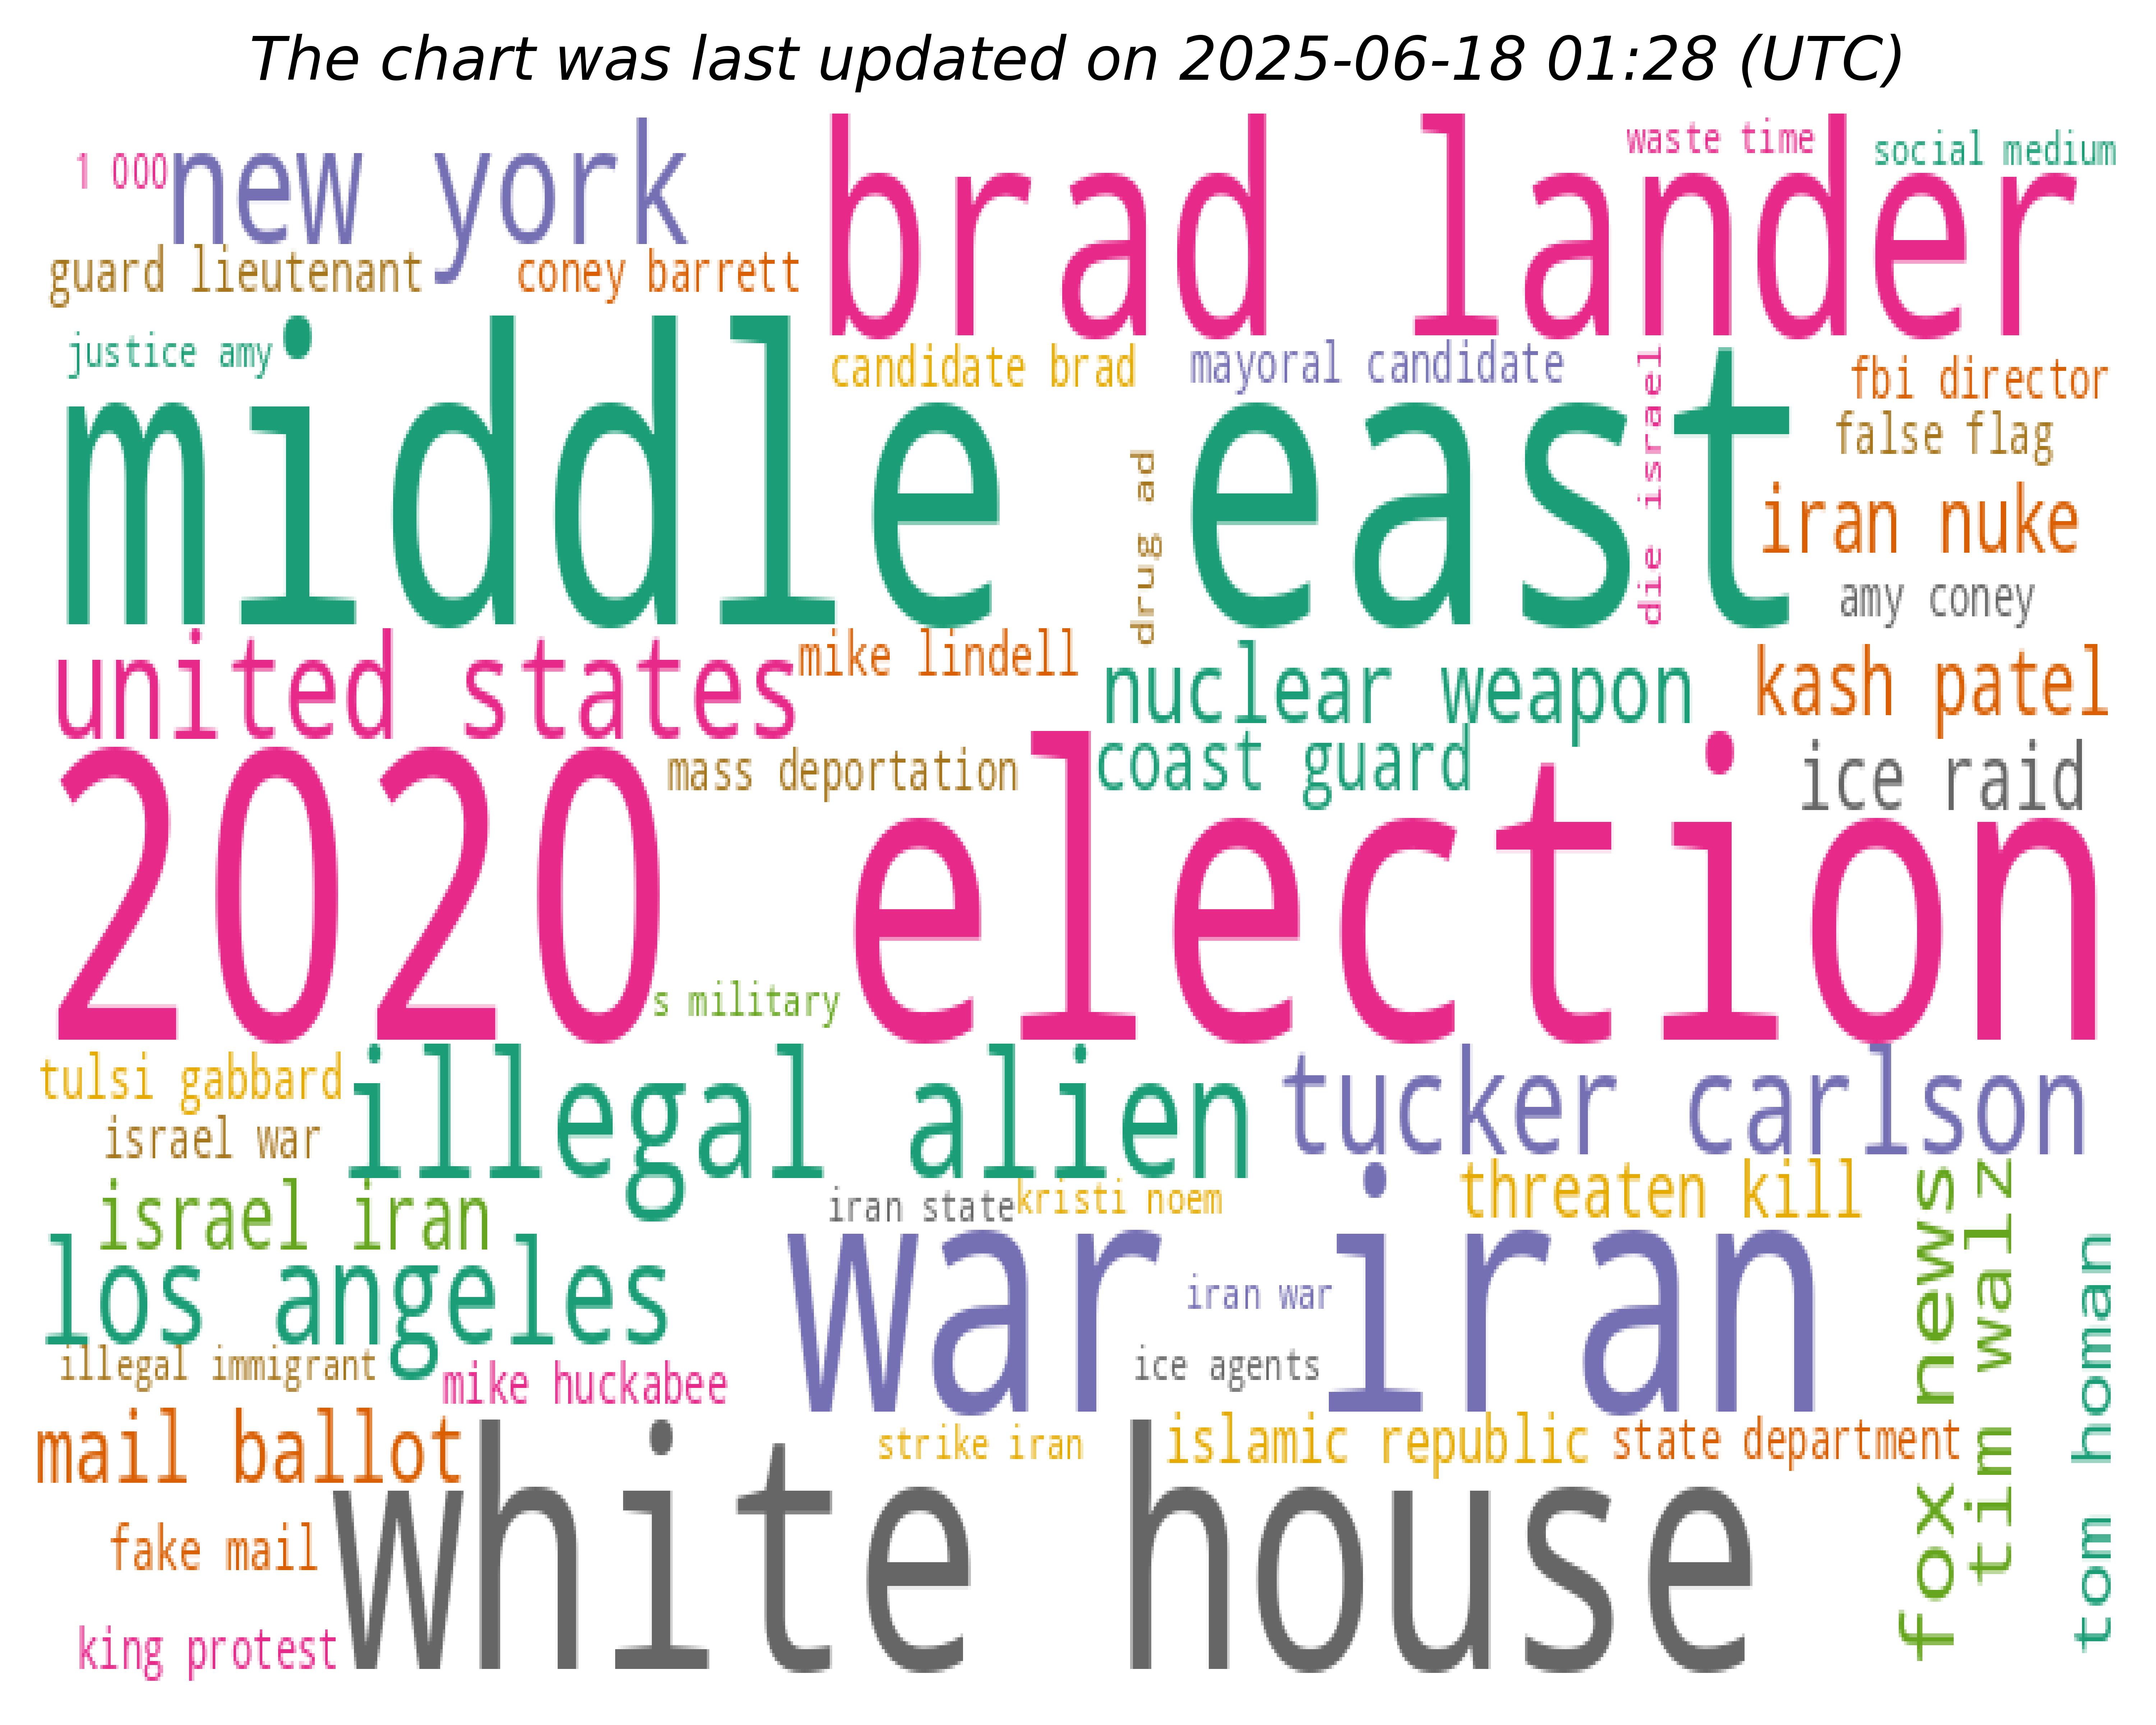 The chart was last updated on 2025-06-18 01:28 (UTC)
1 000
new york
brad lander
waste time
social medium
guard lieutenant
coney barrett
justice amy
candidate brad
mayoral candidate
die israel
fbi director
middle east
drug ad
false flag
iran nuke
amy coney
united states
mike lindell
nuclear weapon
kash patel
mass deportation
coast guard
ice raid
2020 election
s military
tulsi gabbard
illegal alien
tucker carlson
israel war
israel iran
iran state
kristi noem
threaten kill
fox news
tim walz
tom homan
los angeles
war iran
iran war
illegal immigrant
mike huckabee
ice agents
mail ballot
strike iran
islamic republic
state department
white house
fake mail
king protest